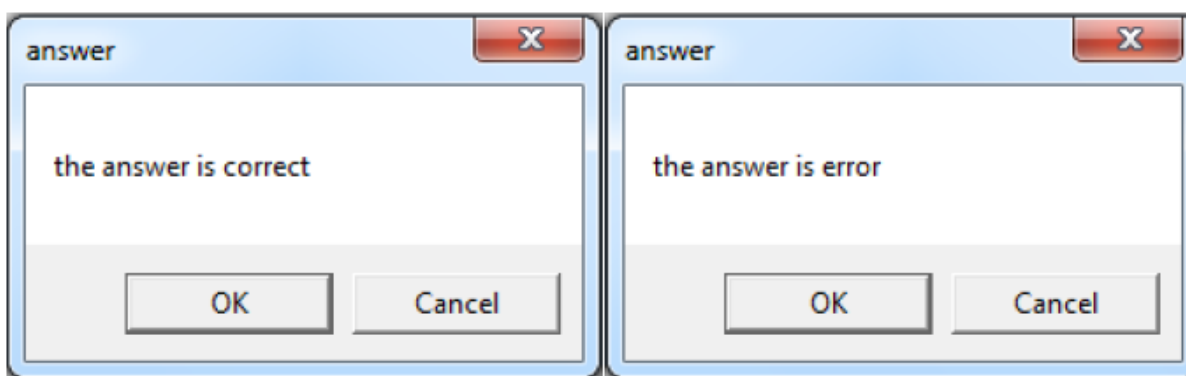 answer
the answer is correct
OK Cancel
answer
the answer is error
OK Cancel